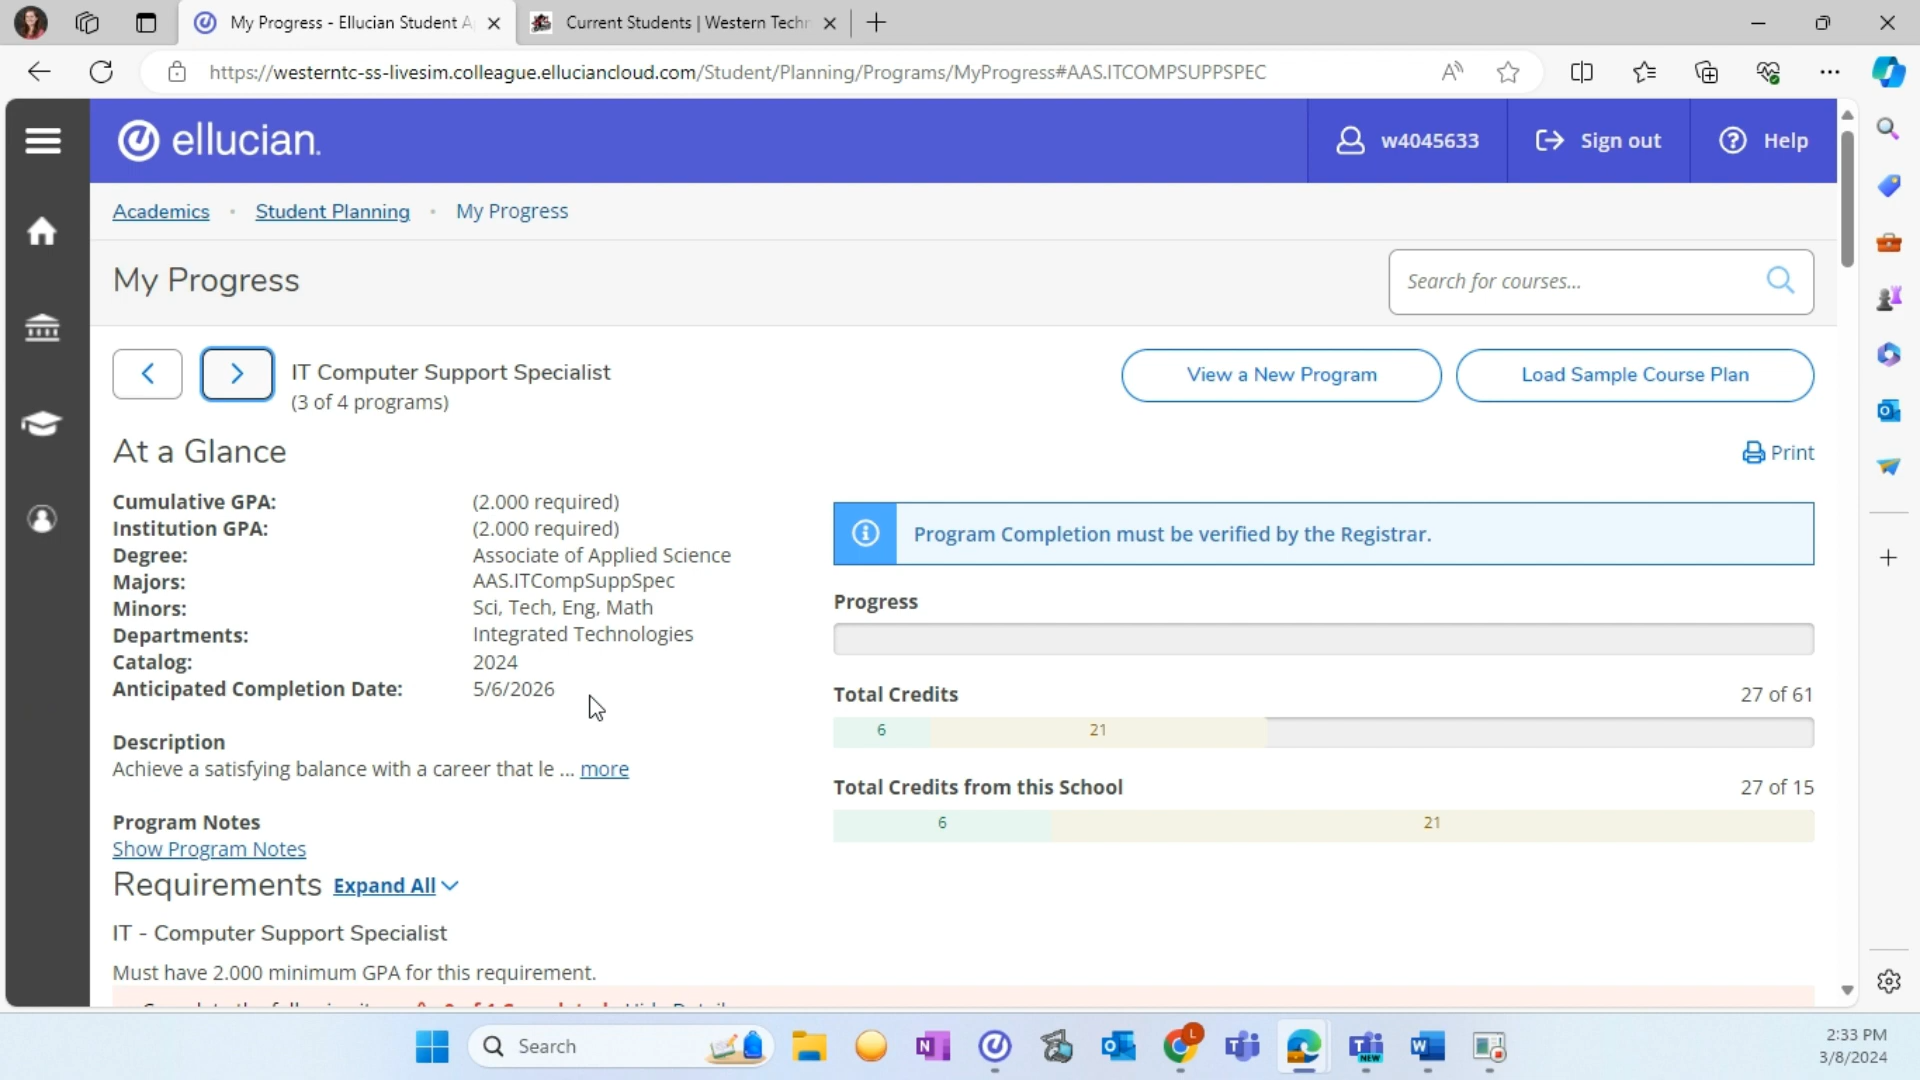 My Progress - Ellucian Student A
Current Students | Western Techn
https://westerntc-ss-livesim.colleague.elluciancloud.com/Student/Planning/Programs/MyProgress#AAS.ITCOMPSUPPSPEC
ellucian.
w4045633
Sign out
Help
Academics
Student Planning
My Progress
My Progress
Search for courses...
IT Computer Support Specialist
(3 of 4 programs)
View a New Program
Load Sample Course Plan
At a Glance
Print
Cumulative GPA: (2.000 required)
Institution GPA: (2.000 required)
Degree: Associate of Applied Science
Majors: AAS.ITCompSuppSpec
Minors: Sci, Tech, Eng, Math
Departments: Integrated Technologies
Catalog: 2024
Anticipated Completion Date: 5/6/2026
Description
Achieve a satisfying balance with a career that le ... more
Program Notes
Show Program Notes
Program Completion must be verified by the Registrar.
Progress
Total Credits 27 of 61
6 21
Total Credits from this School 27 of 15
6 21
Requirements Expand All
IT - Computer Support Specialist
Must have 2.000 minimum GPA for this requirement.
Search
L
N
O
T
NEW
W
2:33 PM
3/8/2024